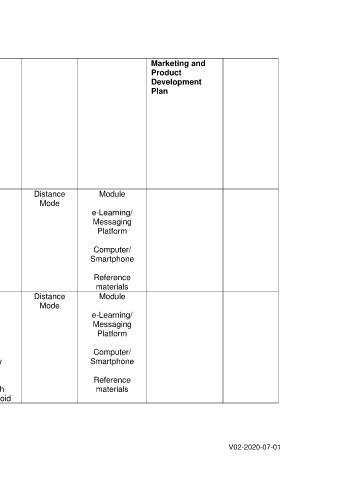 Marketing and
Product
Development
Plan
Distance
Mode
Module
e-Learning/
Messaging
Platform
Computer/
Smartphone
Reference
materials
Distance
Mode
Module
e-Learning/
Messaging
Platform
Computer/
Smartphone
Reference
materials
y
h
oid
V02-2020-07-01